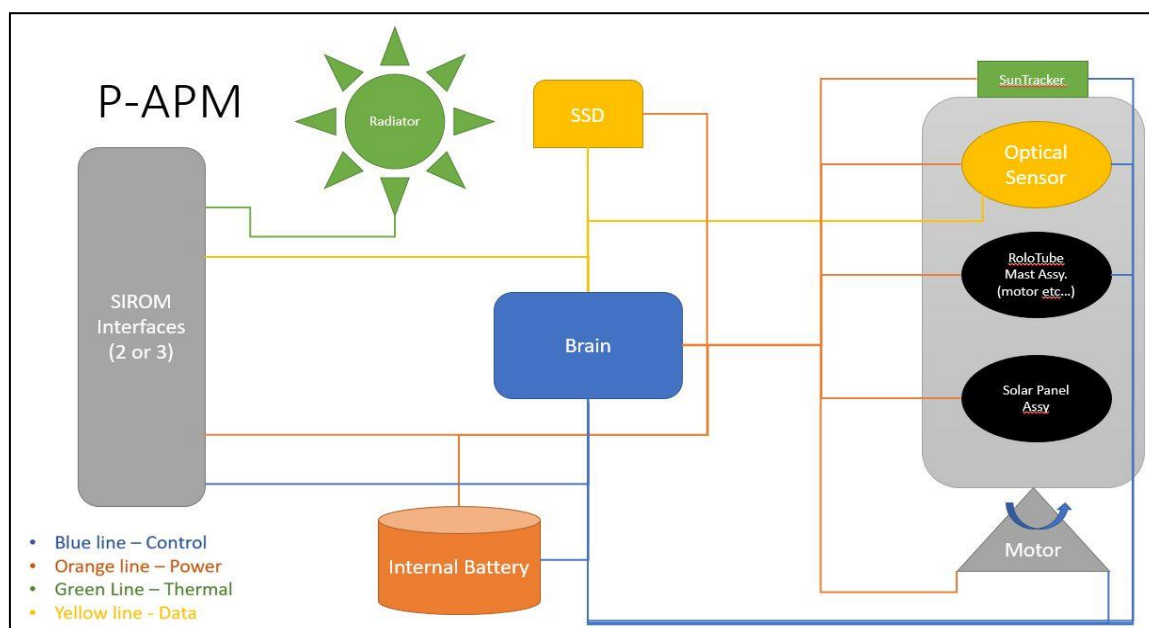 P-APM
Radiator
SSD
SunTracker
Optical
Sensor
RoloTube
Mast Assy.
(motor etc...)
Solar Panel
Assy
SIROM
Interfaces
(2 or 3)
Brain
Internal Battery
Motor
• Blue line – Control
• Orange line – Power
• Green Line – Thermal
• Yellow line - Data